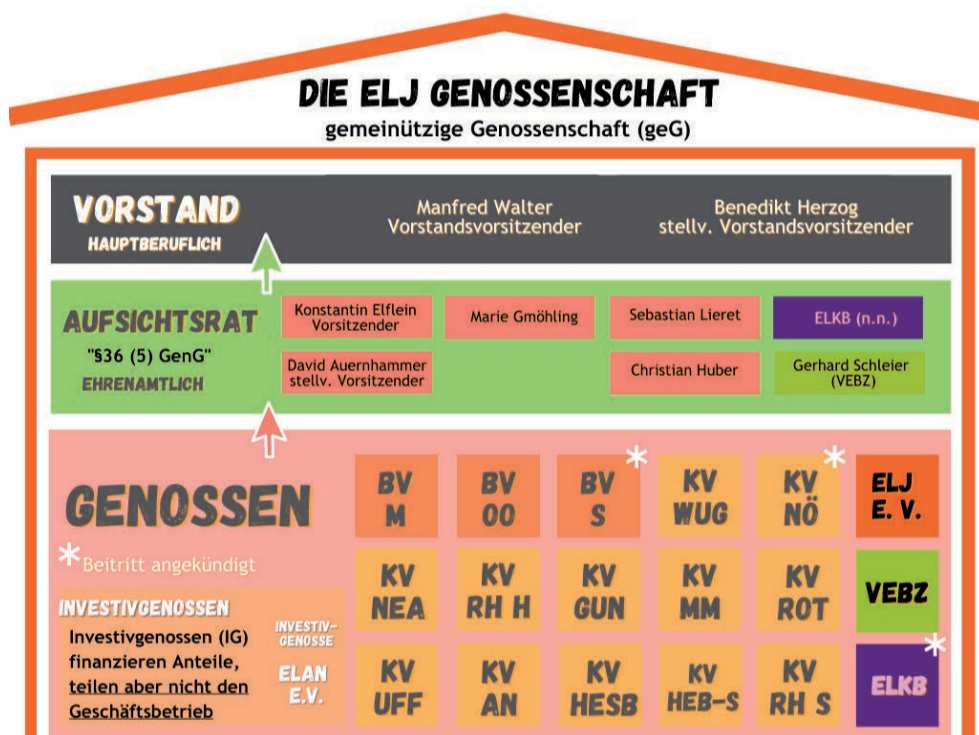 DIE ELJ GENOSSENSCHAFT
gemeinützige Genossenschaft (geG)
VORSTAND
HAUPTBERUFLICH
Manfred Walter
Vorstandsvorsitzender
Benedikt Herzog
stellv. Vorstandsvorsitzender
AUFSICHTSRAT
"§36 (5) GenG"
EHRENAMTLICH
Konstantin Elflein
Vorsitzender
Marie Gmöhling
Sebastian Lieret
ELKB (n.n.)
David Auernhammer
stellv. Vorsitzender
Christian Huber
Gerhard Schleier
(VEBZ)
GENOSSEN
*Beitritt angekündigt
BV
M
BV
OO
BV
S
*
KV
WUG
KV
NÖ
*
ELJ
E. V.
KV
NEA
KV
RH H
KV
GUN
KV
MM
KV
ROT
VEBZ
INVESTIVGENOSSEN
Investivgenossen (IG)
finanzieren Anteile,
teilen aber nicht den
Geschäftsbetrieb
INVESTIV-
GENOSSE
ELAN
E.V.
KV
UFF
KV
AN
KV
HESB
KV
HEB-S
KV
RH S
ELKB
*